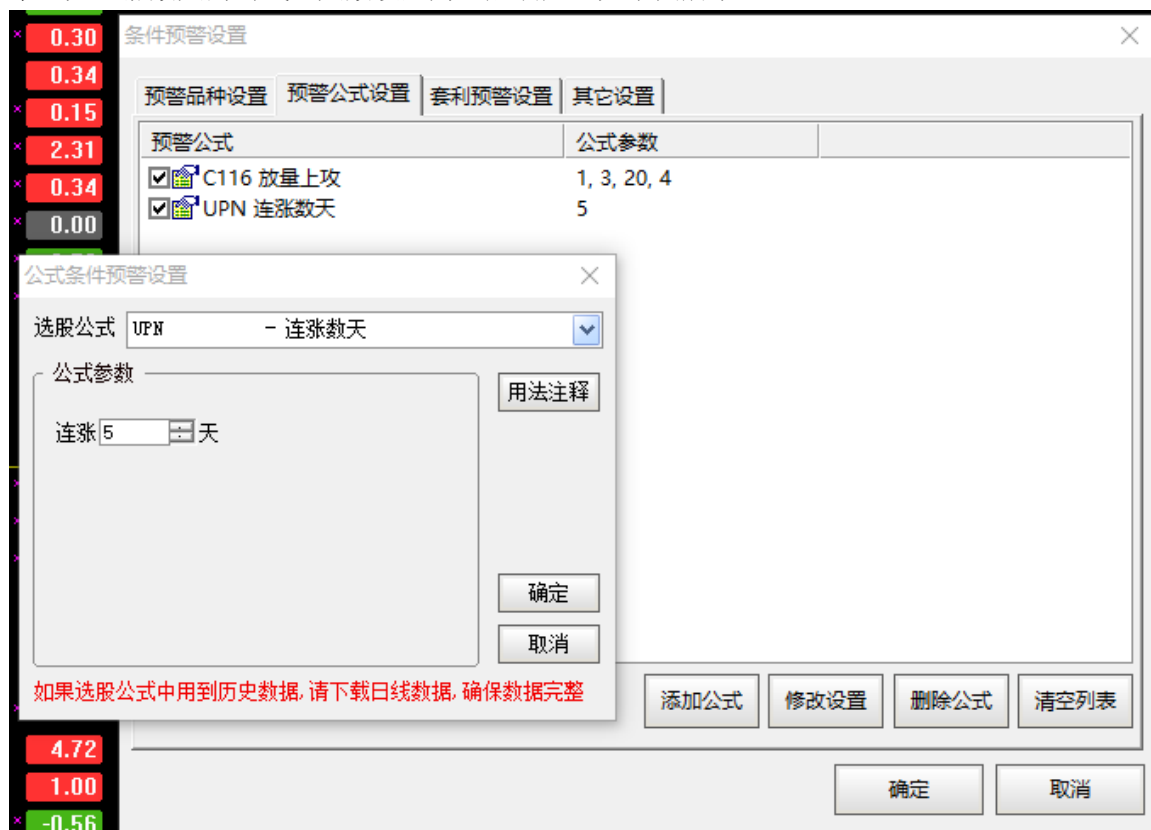 0.30
0.34
0.15
2.31
0.34
0.00
条件预警设置
预警品种设置 预警公式设置 套利预警设置 其它设置
预警公式 公式参数
C116 放量上攻 1, 3, 20, 4
UPN 连涨数天 5
公式条件预警设置
选股公式 UPN - 连涨数天
公式参数
用法注释
连涨 5 天
确定
取消
如果选股公式中用到历史数据,请下载日线数据,确保数据完整
添加公式 修改设置 删除公式 清空列表
确定 取消
4.72
1.00
-0.56